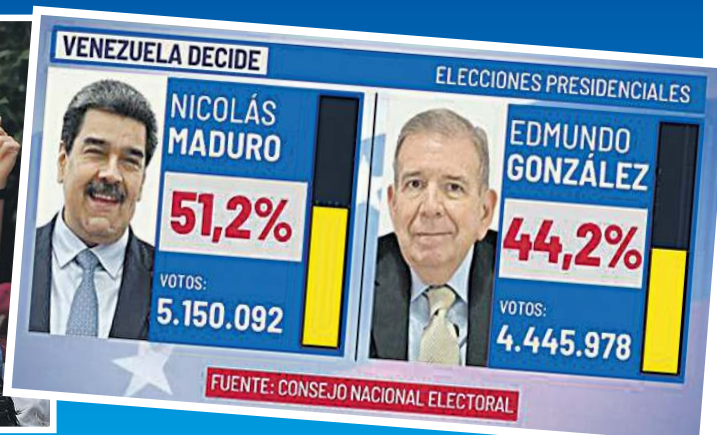 VENEZUELA DECIDE
ELECCIONES PRESIDENCIALES
NICOLÁS
MADURO
51,2%
VOTOS:
5.150.092
EDMUNDO
GONZÁLEZ
44,2%
VOTOS:
4.445.978
FUENTE: CONSEJO NACIONAL ELECTORAL